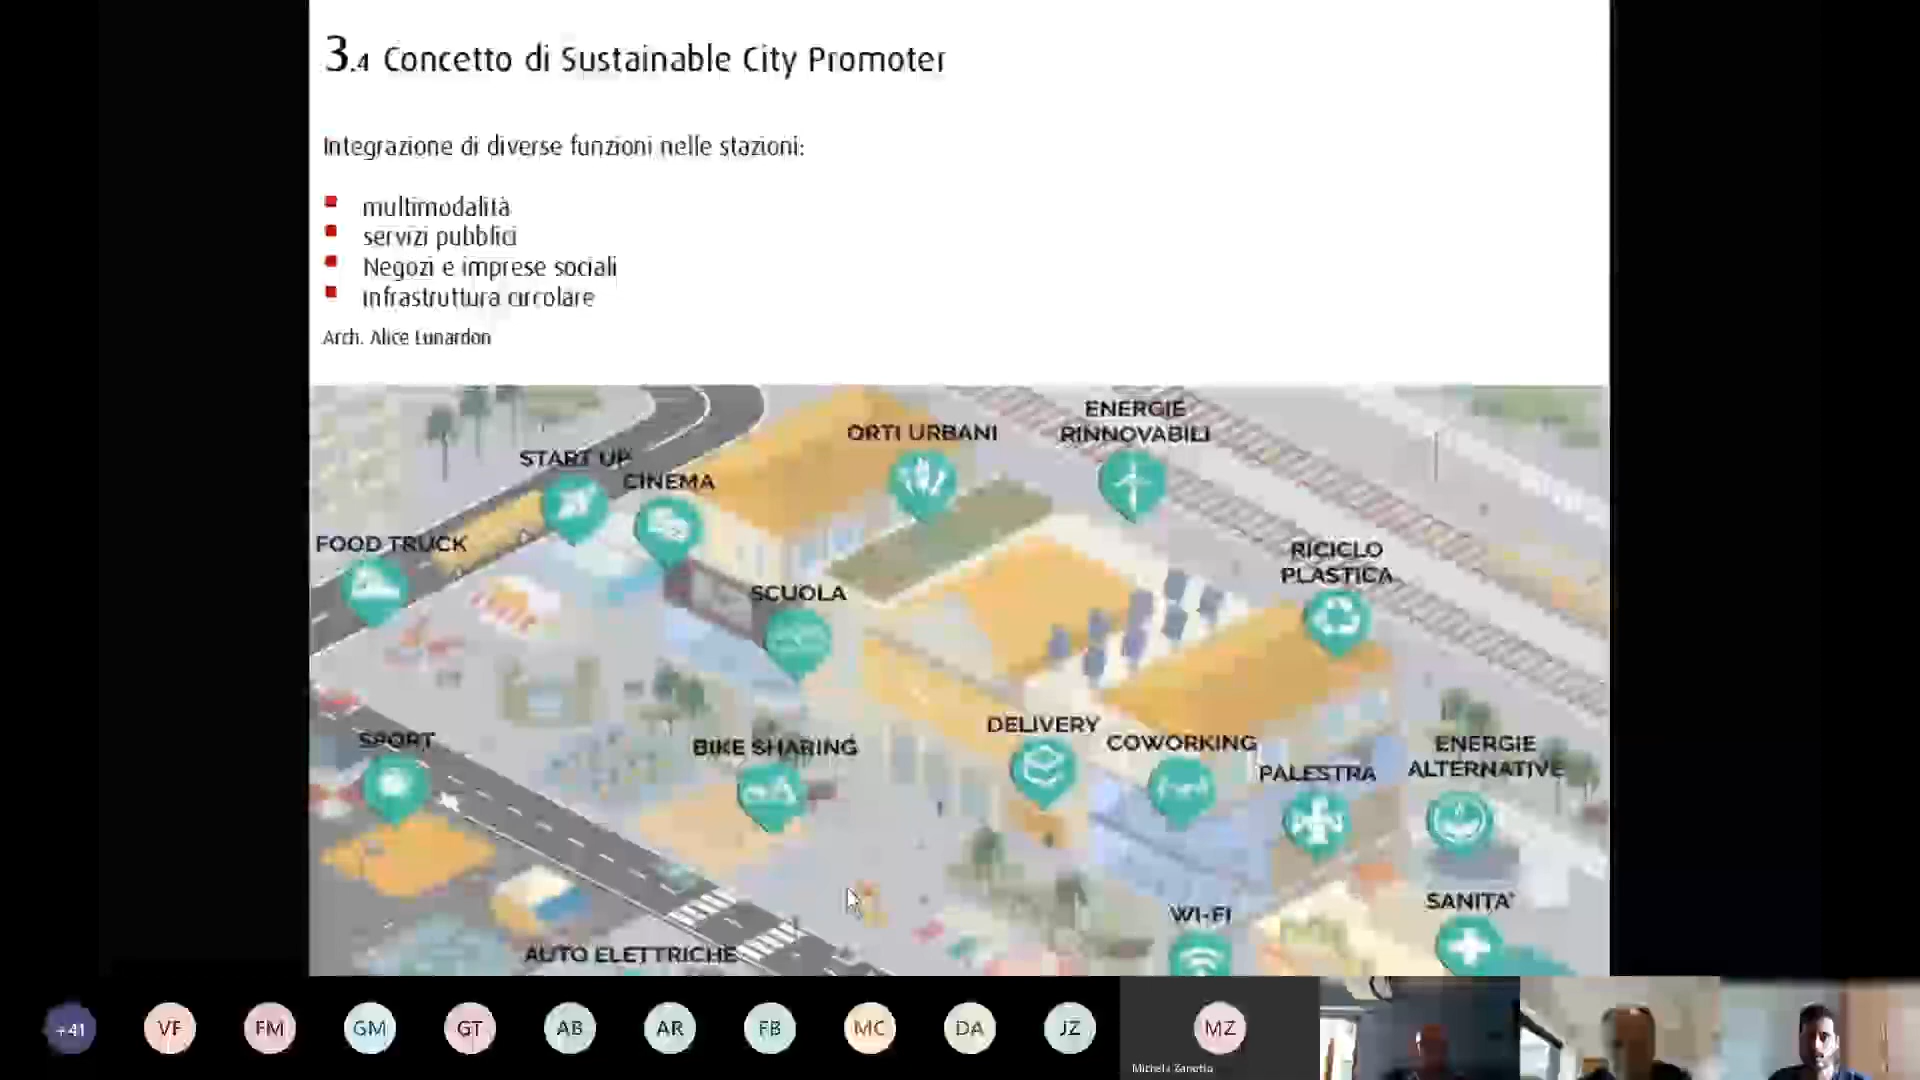 3.4 Concetto di Sustainable City Promoter
Integrazione di diverse funzioni nelle stazioni:
multimodalità
servizi pubblici
Negozi e imprese sociali
infrastruttura circolare
Arch. Alice Lunardon
ENERGIE
RINNOVABILI
ORTI URBANI
START UP
CINEMA
FOOD TRUCK
RICICLO
PLASTICA
SCUOLA
DELIVERY
SPORT
BIKE SHARING
COWORKING
ENERGIE
ALTERNATIVE
PALESTRA
SANITA'
WI-FI
AUTO ELETTRICHE
+41
VF
FM
GM
GT
AB
AR
FB
MC
DA
JZ
MZ
Michele Zanotto